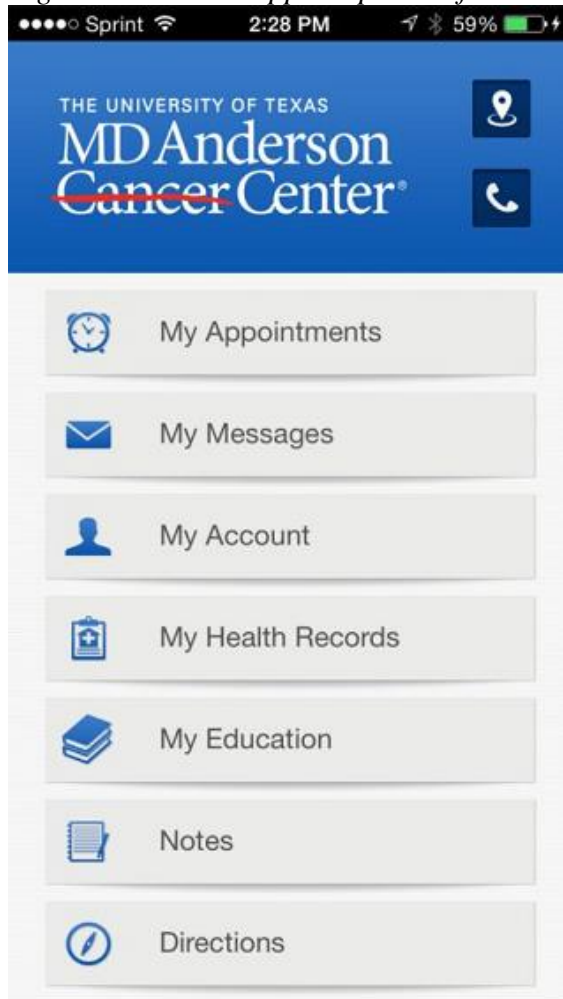 Sprint 2:28 PM 59%
THE UNIVERSITY OF TEXAS
MD Anderson
Cancer Center®
My Appointments
My Messages
My Account
My Health Records
My Education
Notes
Directions